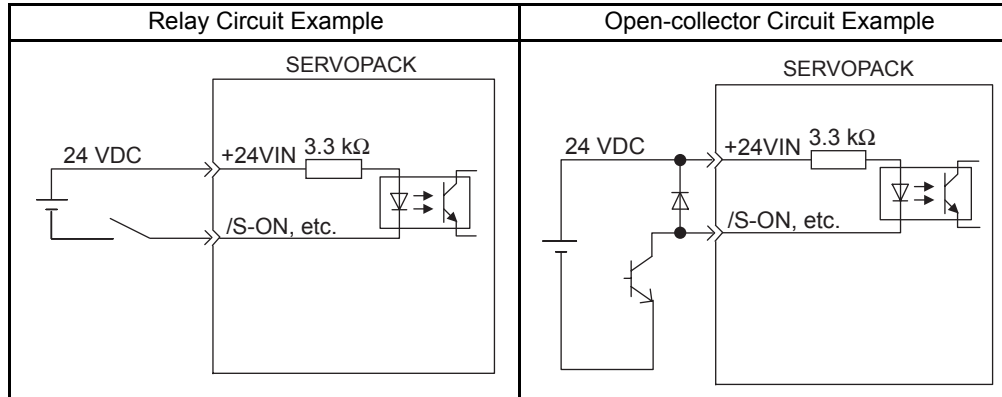 Relay Circuit Example
Open-collector Circuit Example
SERVOPACK
24 VDC
+24VIN
3.3 kΩ
/S-ON, etc.
SERVOPACK
24 VDC
+24VIN
3.3 kΩ
/S-ON, etc.